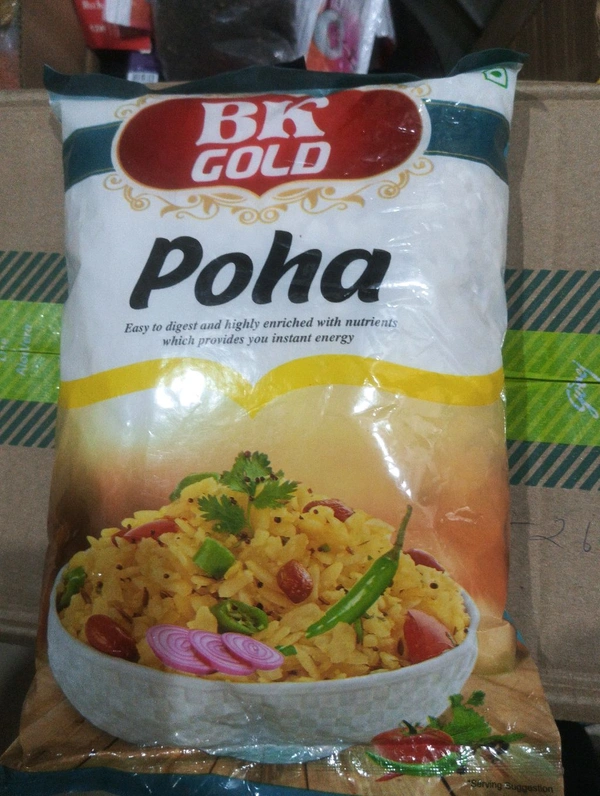 BK
GOLD
Poha
Easy to digest and highly enriched with nutrients
which provides you instant energy
*Serving Suggestion